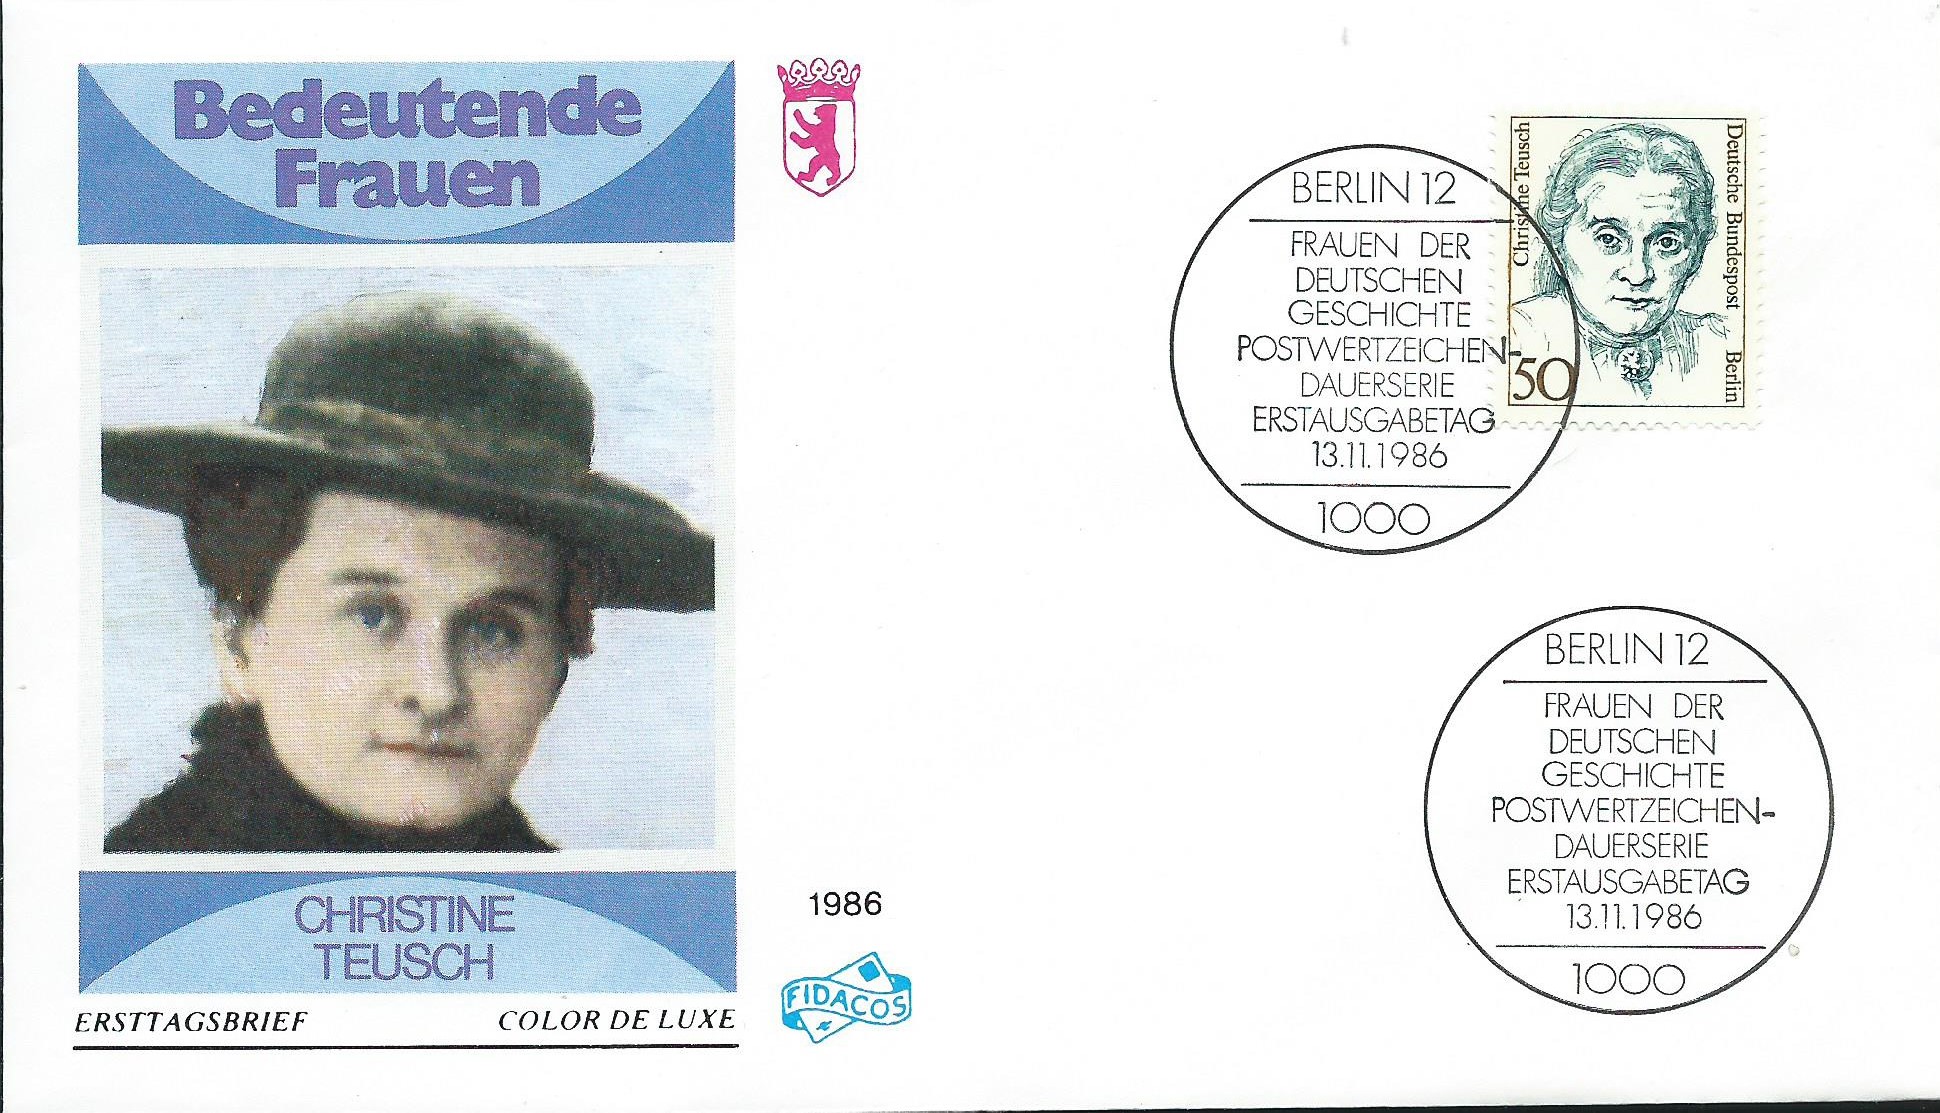 Bedeutende
Frauen
CHRISTINE
TEUSCH
ERSTTAGSBRIEF
COLOR DE LUXE
1986
FIDACOS
BERLIN 12
FRAUEN DER
DEUTSCHEN
GESCHICHTE
POSTWERTZEICHEN-
DAUERSERIE
ERSTAUSGABETAG
13.11.1986
1000
Christine Teusch
Deutsche Bundespost Berlin
50
BERLIN 12
FRAUEN DER
DEUTSCHEN
GESCHICHTE
POSTWERTZEICHEN-
DAUERSERIE
ERSTAUSGABETAG
13.11.1986
1000